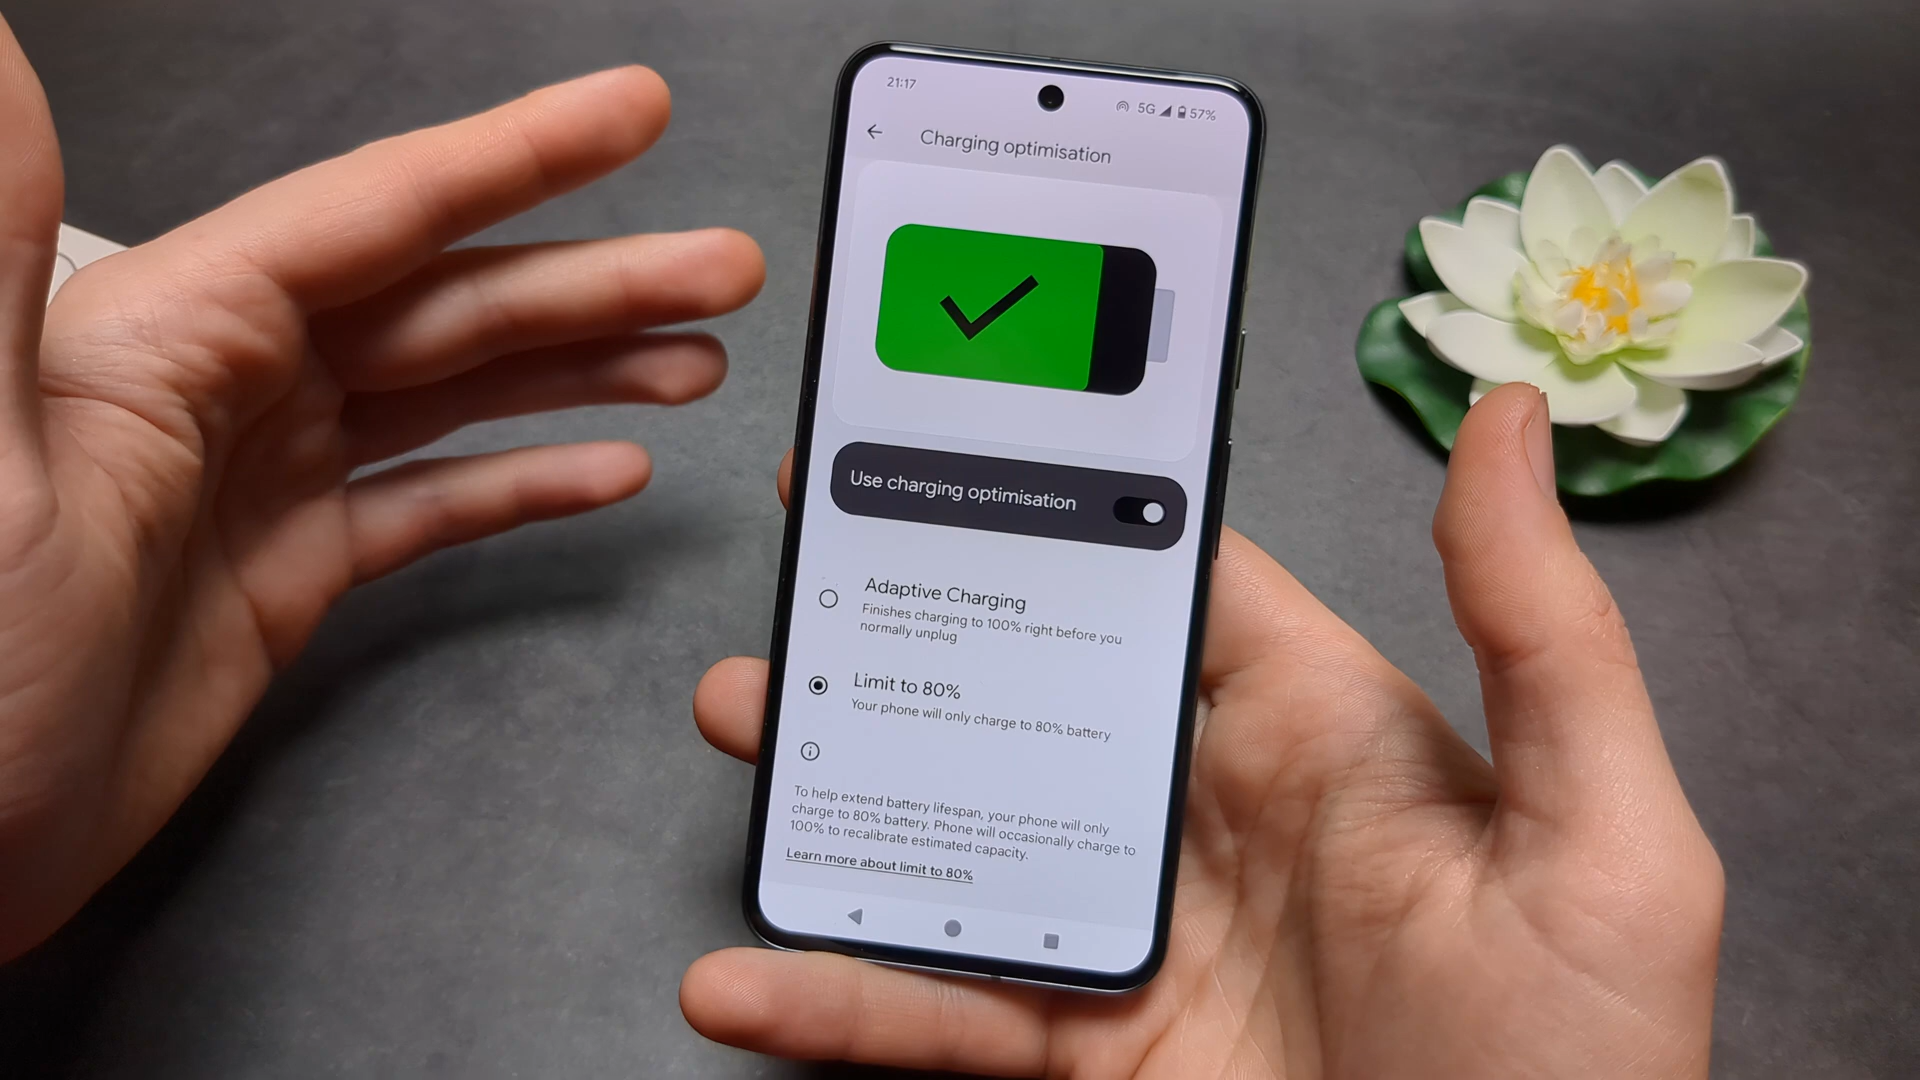 21:17
5G 57%
Charging optimisation
Use charging optimisation
Adaptive Charging
Finishes charging to 100% right before you
normally unplug
Limit to 80%
Your phone will only charge to 80% battery
To help extend battery lifespan, your phone will only
charge to 80% battery. Phone will occasionally charge to
100% to recalibrate estimated capacity.
Learn more about limit to 80%